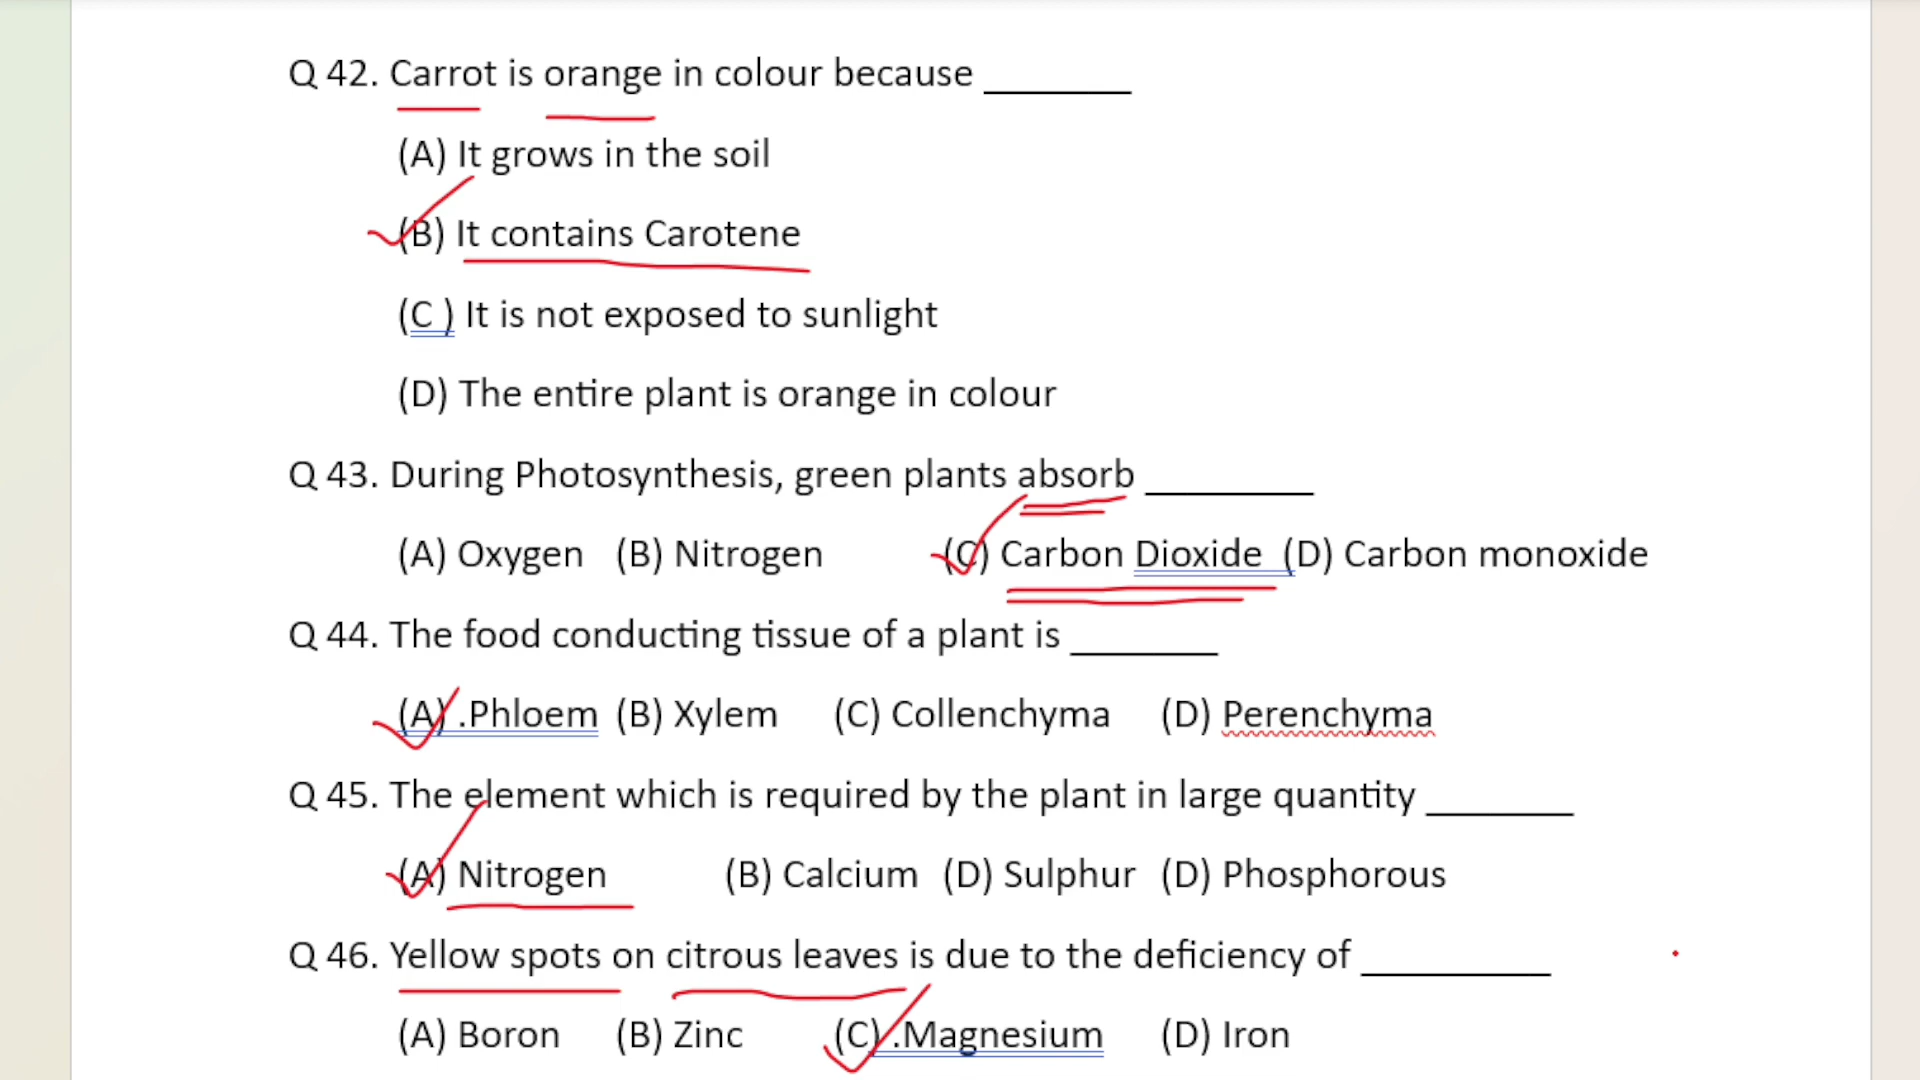 Q 42. Carrot is orange in colour because _______
(A) It grows in the soil
(B) It contains Carotene
(C ) It is not exposed to sunlight
(D) The entire plant is orange in colour
Q 43. During Photosynthesis, green plants absorb ________
(A) Oxygen (B) Nitrogen (C) Carbon Dioxide (D) Carbon monoxide
Q 44. The food conducting tissue of a plant is _______
(A) .Phloem (B) Xylem (C) Collenchyma (D) Perenchyma
Q 45. The element which is required by the plant in large quantity _______
(A) Nitrogen (B) Calcium (D) Sulphur (D) Phosphorous
Q 46. Yellow spots on citrous leaves is due to the deficiency of _________
(A) Boron (B) Zinc (C) .Magnesium (D) Iron